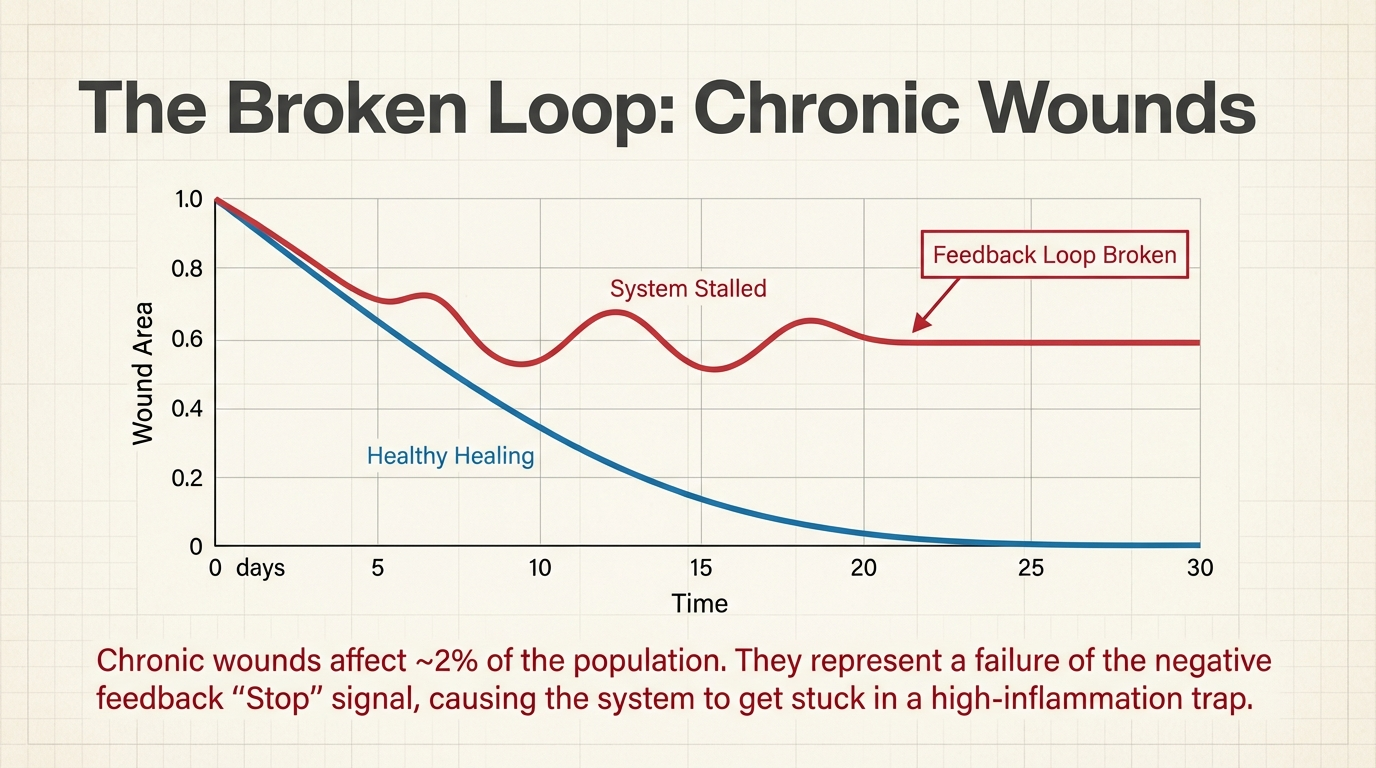 The Broken Loop: Chronic Wounds
1.0
0.8
0.6
0.4
0.2
0
Wound Area
System Stalled
Feedback Loop Broken
Healthy Healing
0 days 5 10 15 20 25 30
Time
Chronic wounds affect ~2% of the population. They represent a failure of the negative
feedback “Stop” signal, causing the system to get stuck in a high-inflammation trap.